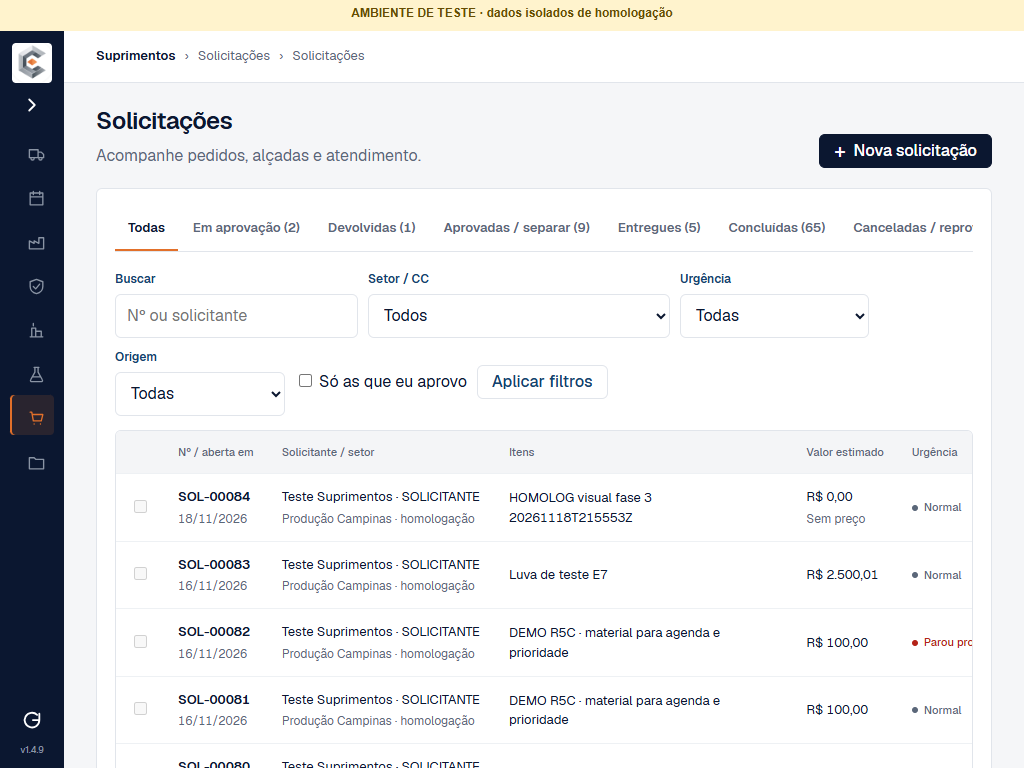 AMBIENTE DE TESTE · dados isolados de homologação
Suprimentos › Solicitações › Solicitações
Solicitações
Acompanhe pedidos, alçadas e atendimento.
+ Nova solicitação
Todas Em aprovação (2) Devolvidas (1) Aprovadas / separar (9) Entregues (5) Concluídas (65) Canceladas / repro
Buscar Setor / CC Urgência
Nº ou solicitante Todos Todas
Origem
Todas Só as que eu aprovo Aplicar filtros
Nº / aberta em Solicitante / setor Itens Valor estimado Urgência
SOL-00084 Teste Suprimentos · SOLICITANTE HOMOLOG visual fase 3 R$ 0,00 Normal
18/11/2026 Produção Campinas · homologação 20261118T215553Z Sem preço
SOL-00083 Teste Suprimentos · SOLICITANTE Luva de teste E7 R$ 2.500,01 Normal
16/11/2026 Produção Campinas · homologação
SOL-00082 Teste Suprimentos · SOLICITANTE DEMO R5C · material para agenda e R$ 100,00 Parou pro
16/11/2026 Produção Campinas · homologação prioridade
SOL-00081 Teste Suprimentos · SOLICITANTE DEMO R5C · material para agenda e R$ 100,00 Normal
16/11/2026 Produção Campinas · homologação prioridade
SOL-00080 Teste Suprimentos · SOLICITANTE
v1.4.9